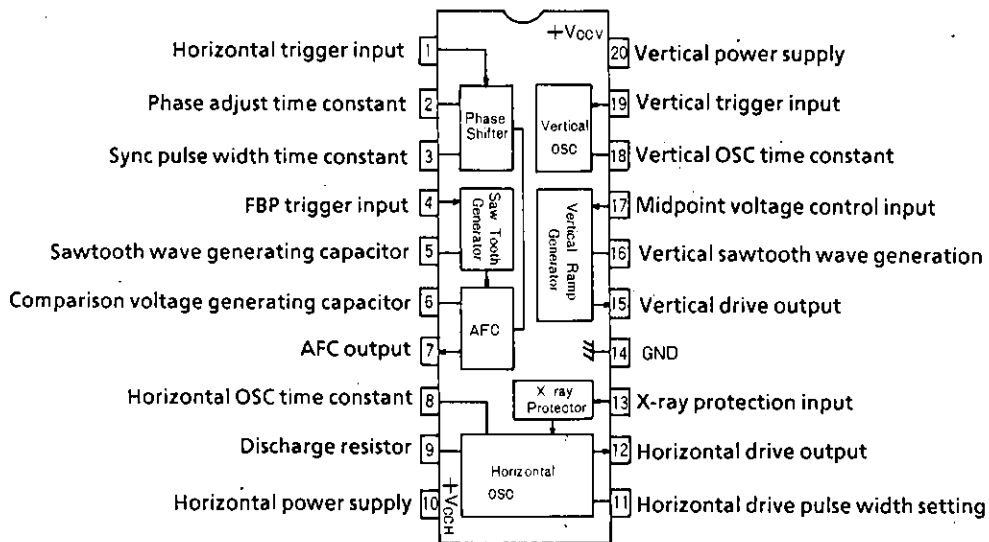 +VCCV
Horizontal trigger input 1
20 Vertical power supply
Phase adjust time constant 2
Phase
Shifter
Vertical
OSC
19 Vertical trigger input
Sync pulse width time constant 3
18 Vertical OSC time constant
FBP trigger input 4
Saw Tooth
Generator
Vertical Ramp
Generator
17 Midpoint voltage control input
Sawtooth wave generating capacitor 5
16 Vertical sawtooth wave generation
Comparison voltage generating capacitor 6
AFC
15 Vertical drive output
AFC output 7
14 GND
Horizontal OSC time constant 8
X ray
Protector
13 X-ray protection input
Discharge resistor 9
Horizontal
OSC
12 Horizontal drive output
Horizontal power supply 10
+VCCH
11 Horizontal drive pulse width setting